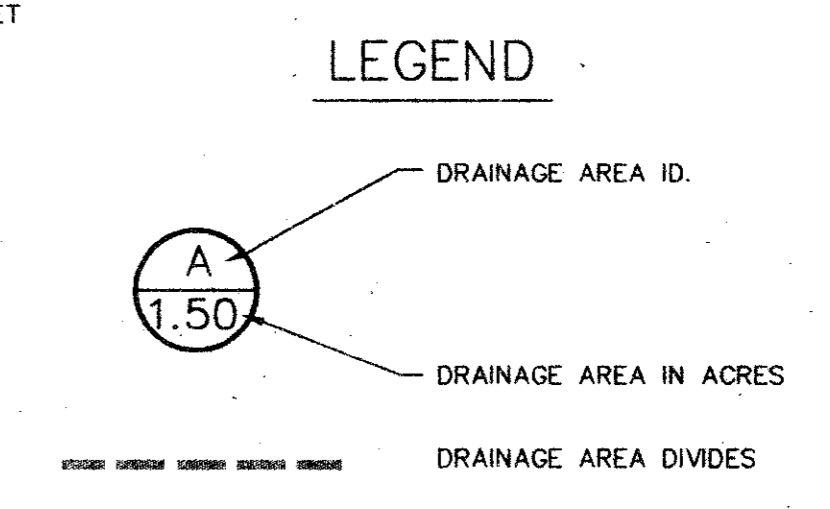 LEGEND
DRAINAGE AREA ID.
A
1.50
DRAINAGE AREA IN ACRES
DRAINAGE AREA DIVIDES